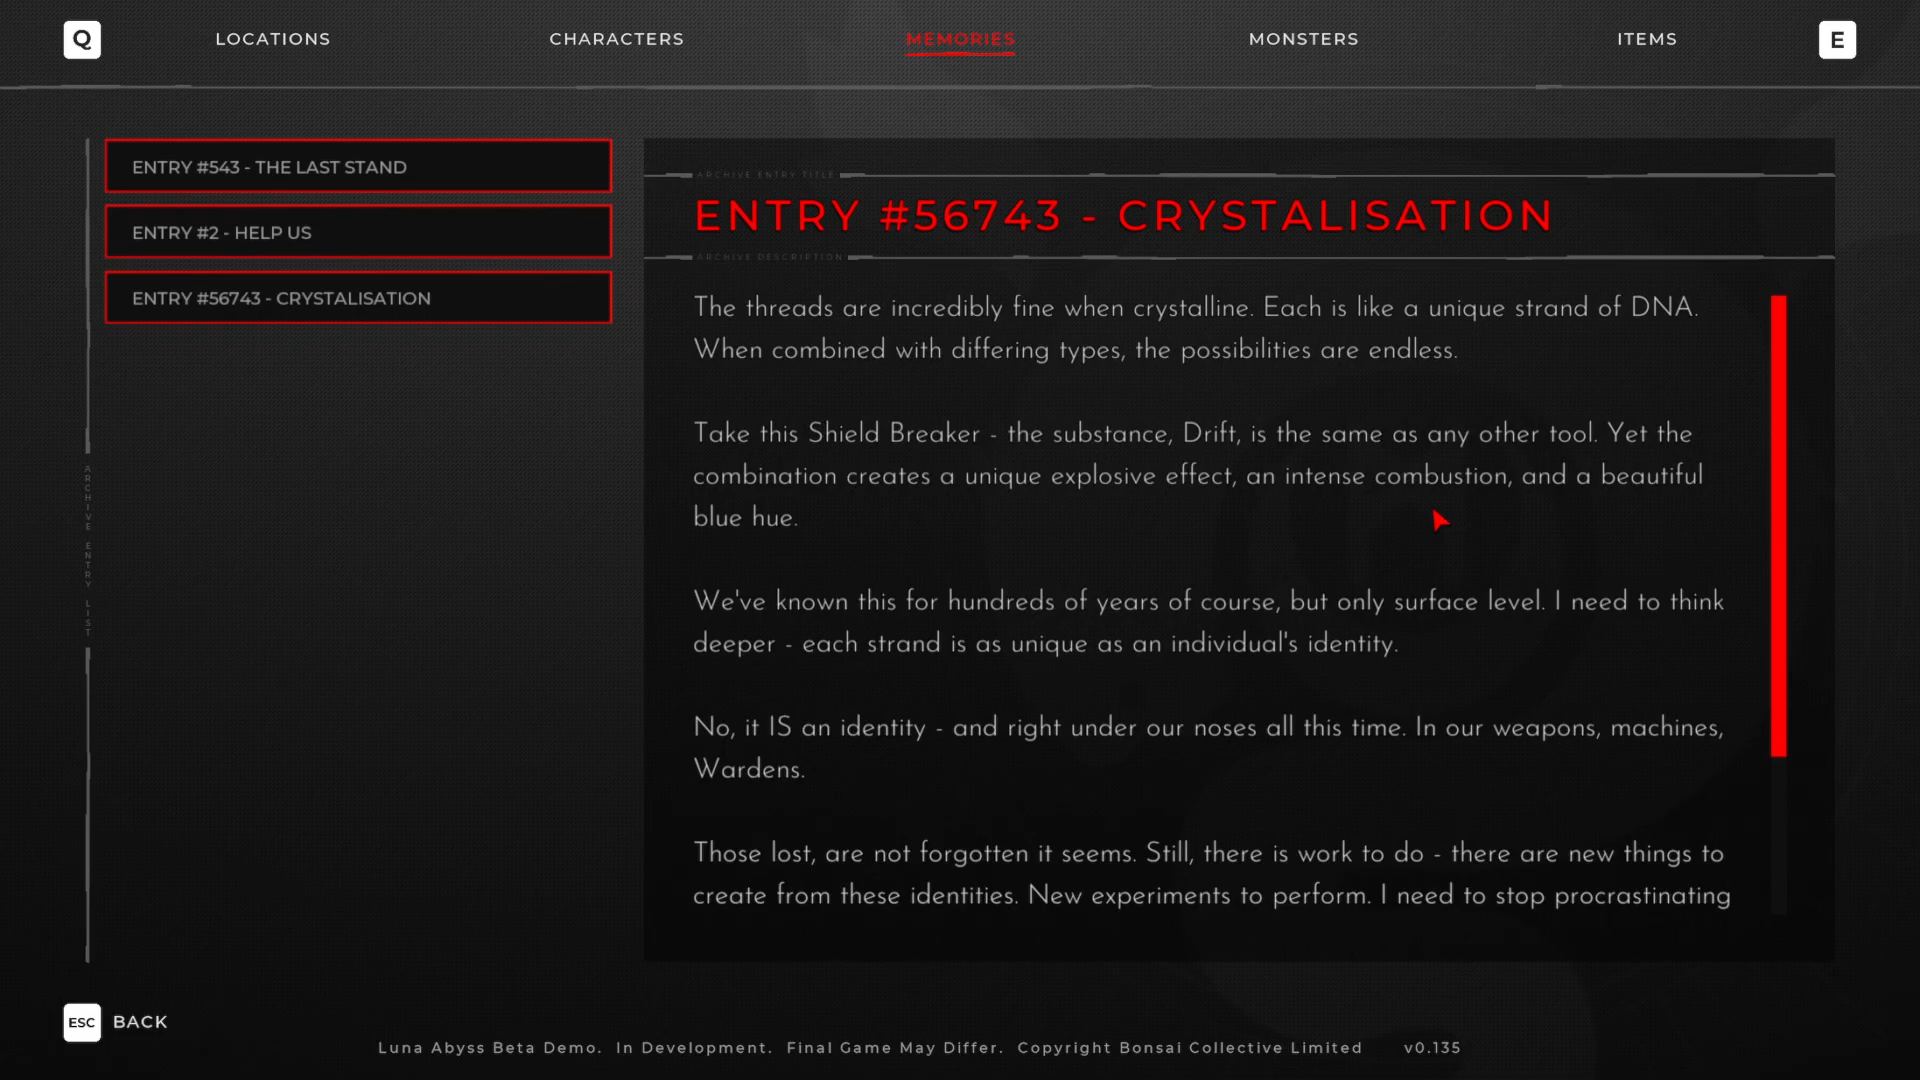 Q
LOCATIONS
CHARACTERS
MEMORIES
MONSTERS
ITEMS
E
ENTRY #543 - THE LAST STAND
ENTRY #2 - HELP US
ENTRY #56743 - CRYSTALISATION
ARCHIVE ENTRY LIST
ARCHIVE ENTRY TITLE
ENTRY #56743 - CRYSTALISATION
ARCHIVE DESCRIPTION
The threads are incredibly fine when crystalline. Each is like a unique strand of DNA.
When combined with differing types, the possibilities are endless.
Take this Shield Breaker - the substance, Drift, is the same as any other tool. Yet the
combination creates a unique explosive effect, an intense combustion, and a beautiful
blue hue.
We've known this for hundreds of years of course, but only surface level. I need to think
deeper - each strand is as unique as an individual's identity.
No, it IS an identity - and right under our noses all this time. In our weapons, machines,
Wardens.
Those lost, are not forgotten it seems. Still, there is work to do - there are new things to
create from these identities. New experiments to perform. I need to stop procrastinating
ESC BACK
Luna Abyss Beta Demo. In Development. Final Game May Differ. Copyright Bonsai Collective Limited v0.135